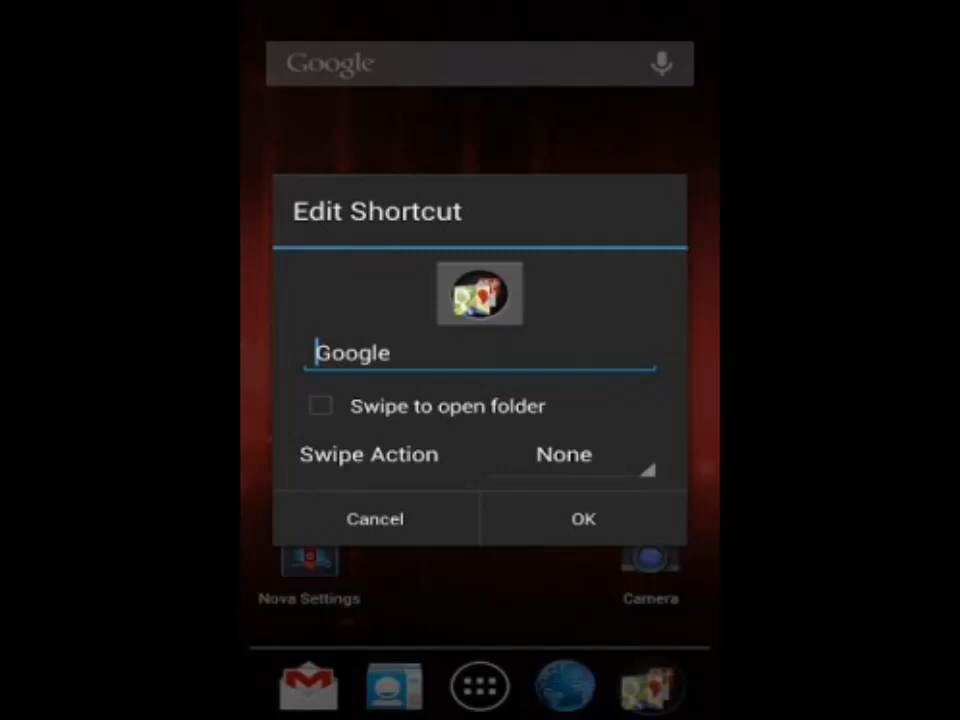 Google
Edit Shortcut
Google
Swipe to open folder
Swipe Action None
Cancel OK
Nova Settings Camera